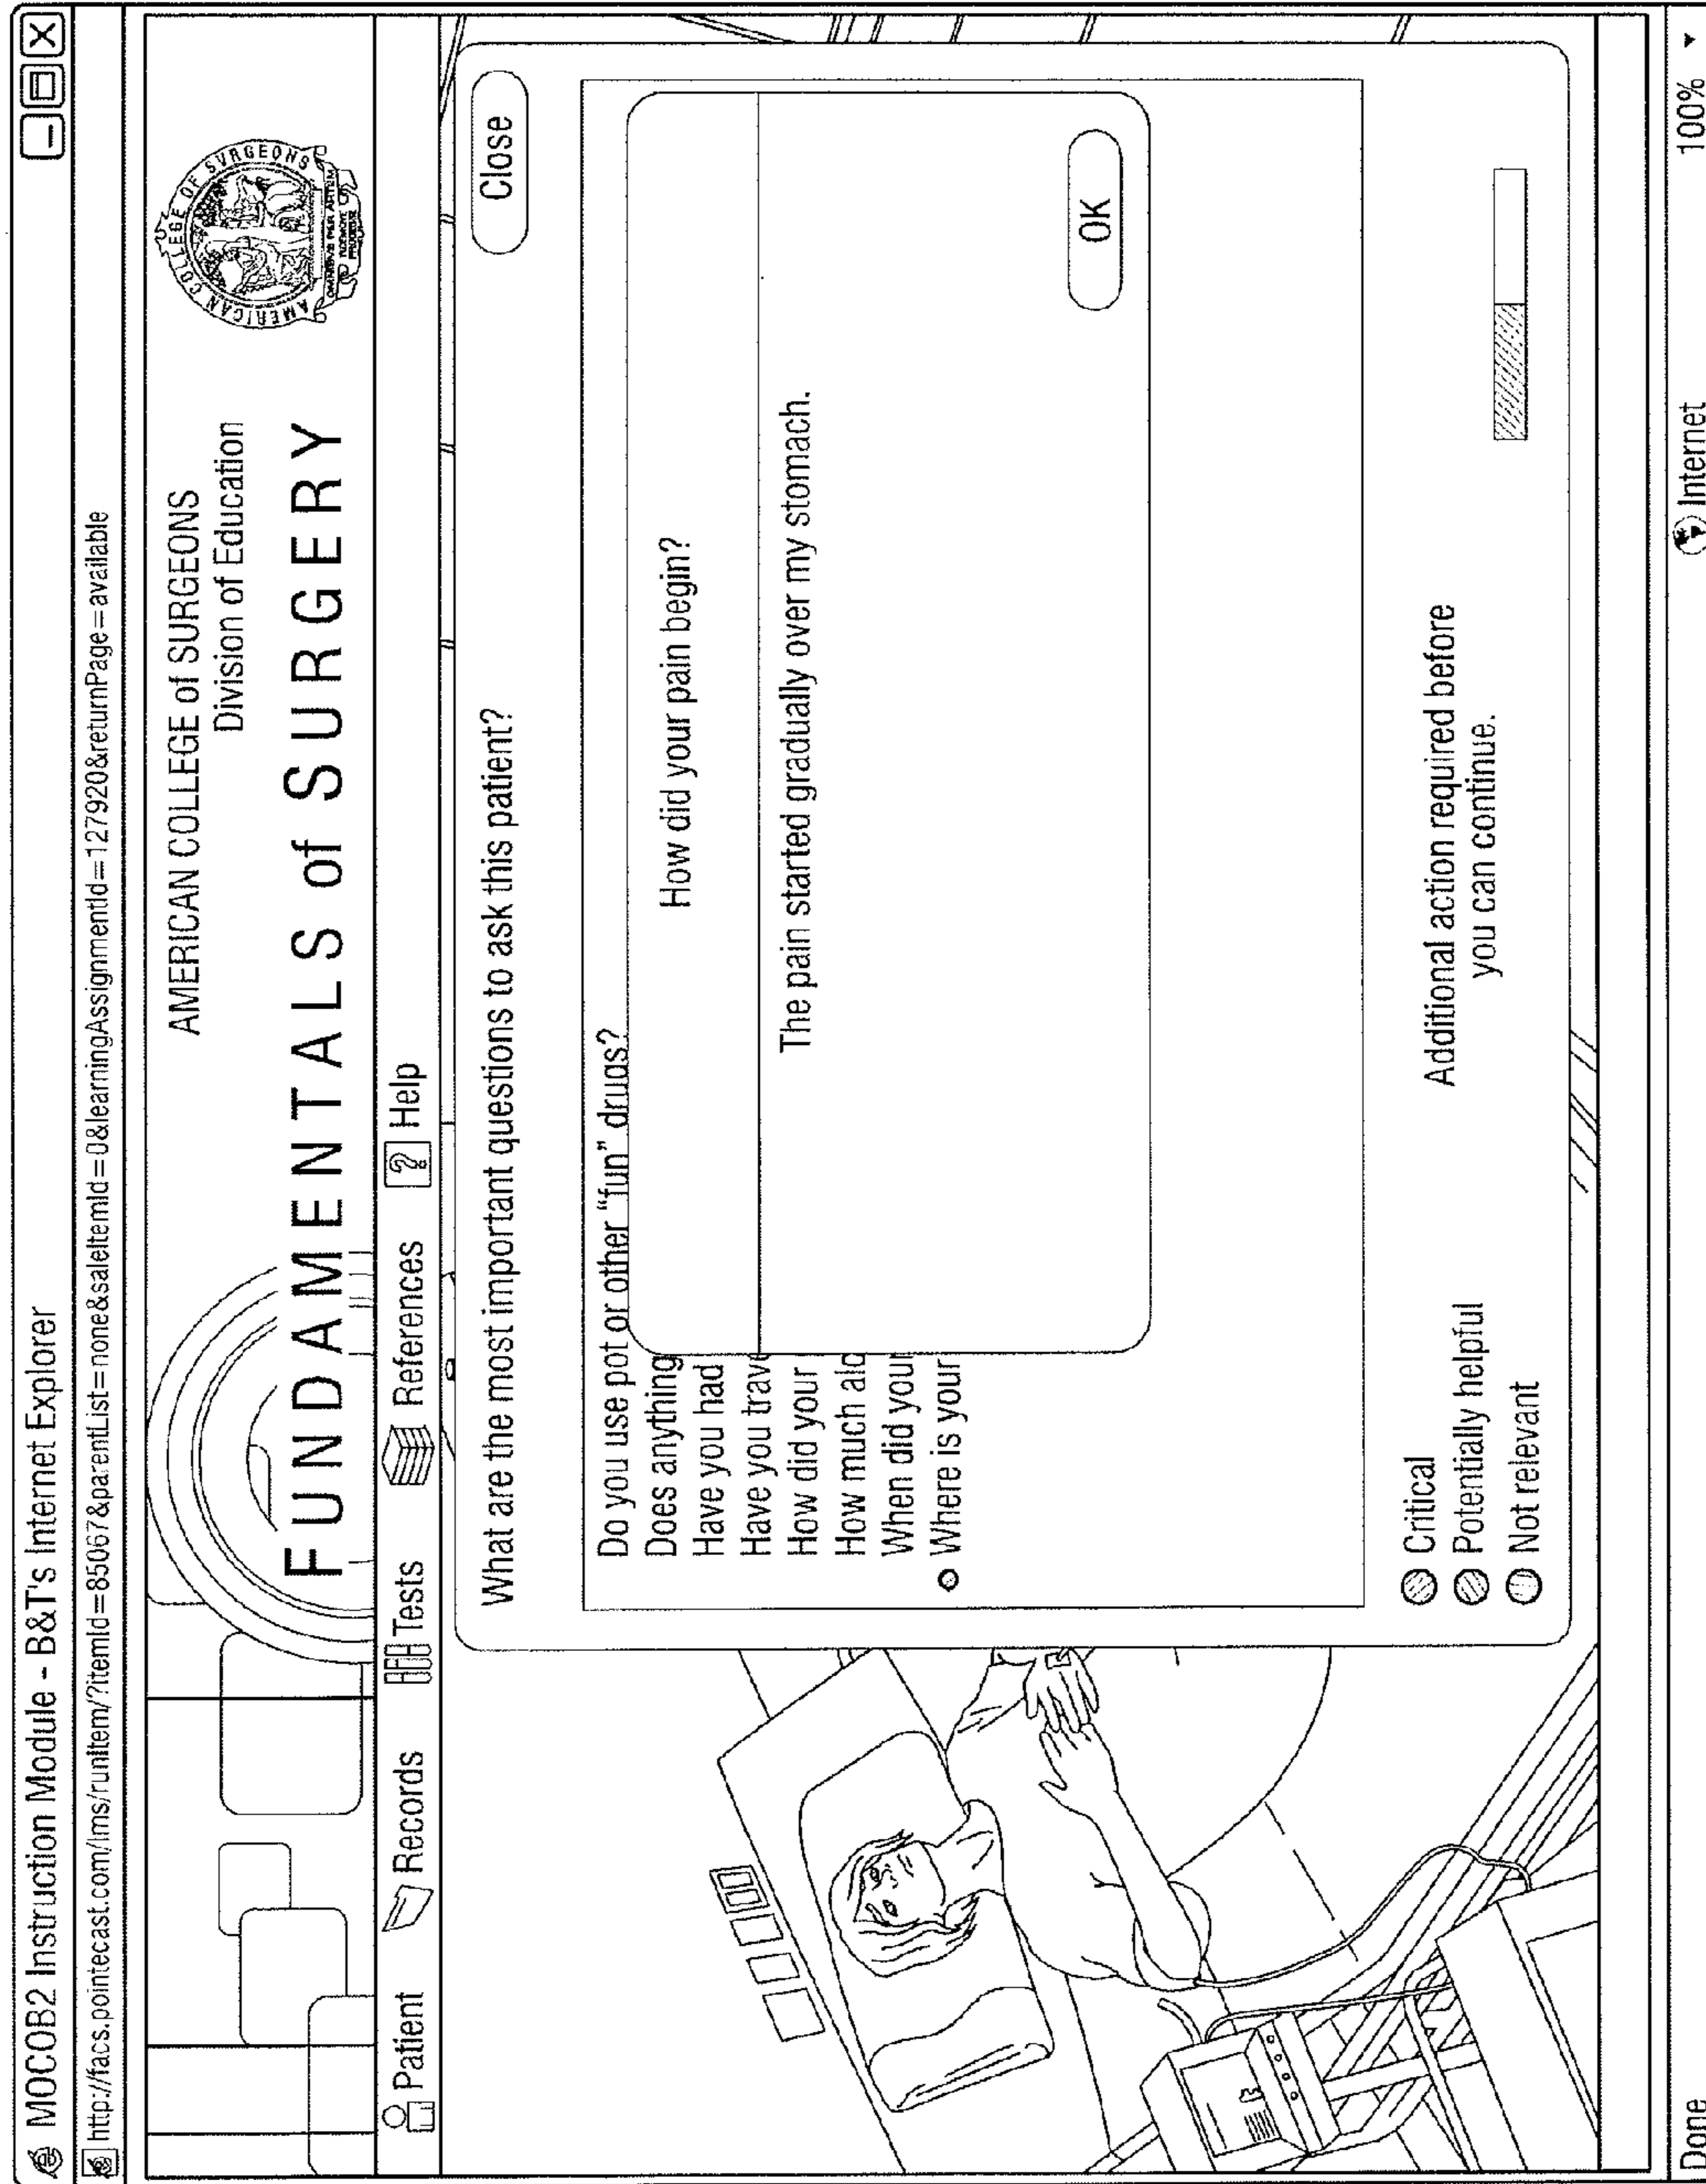 MOCOB2 Instruction Module - B&T's Internet Explorer
http://facs.pointecast.com/lms/runitem/?itemId=85067&parentList=none&saleItemId=0&learningAssignmentId=127920&returnPage=available
AMERICAN COLLEGE of SURGEONS
Division of Education
FUNDAMENTALS of SURGERY
AMERICAN COLLEGE OF SVRGEONS
Patient Records Tests References Help
What are the most important questions to ask this patient?
Close
Do you use pot or other "fun" drugs?
Does anything
Have you had
Have you trav
How did your
How much alc
When did your
Where is your
How did your pain begin?
The pain started gradually over my stomach.
OK
Critical
Potentially helpful
Not relevant
Additional action required before
you can continue.
Done Internet 100%